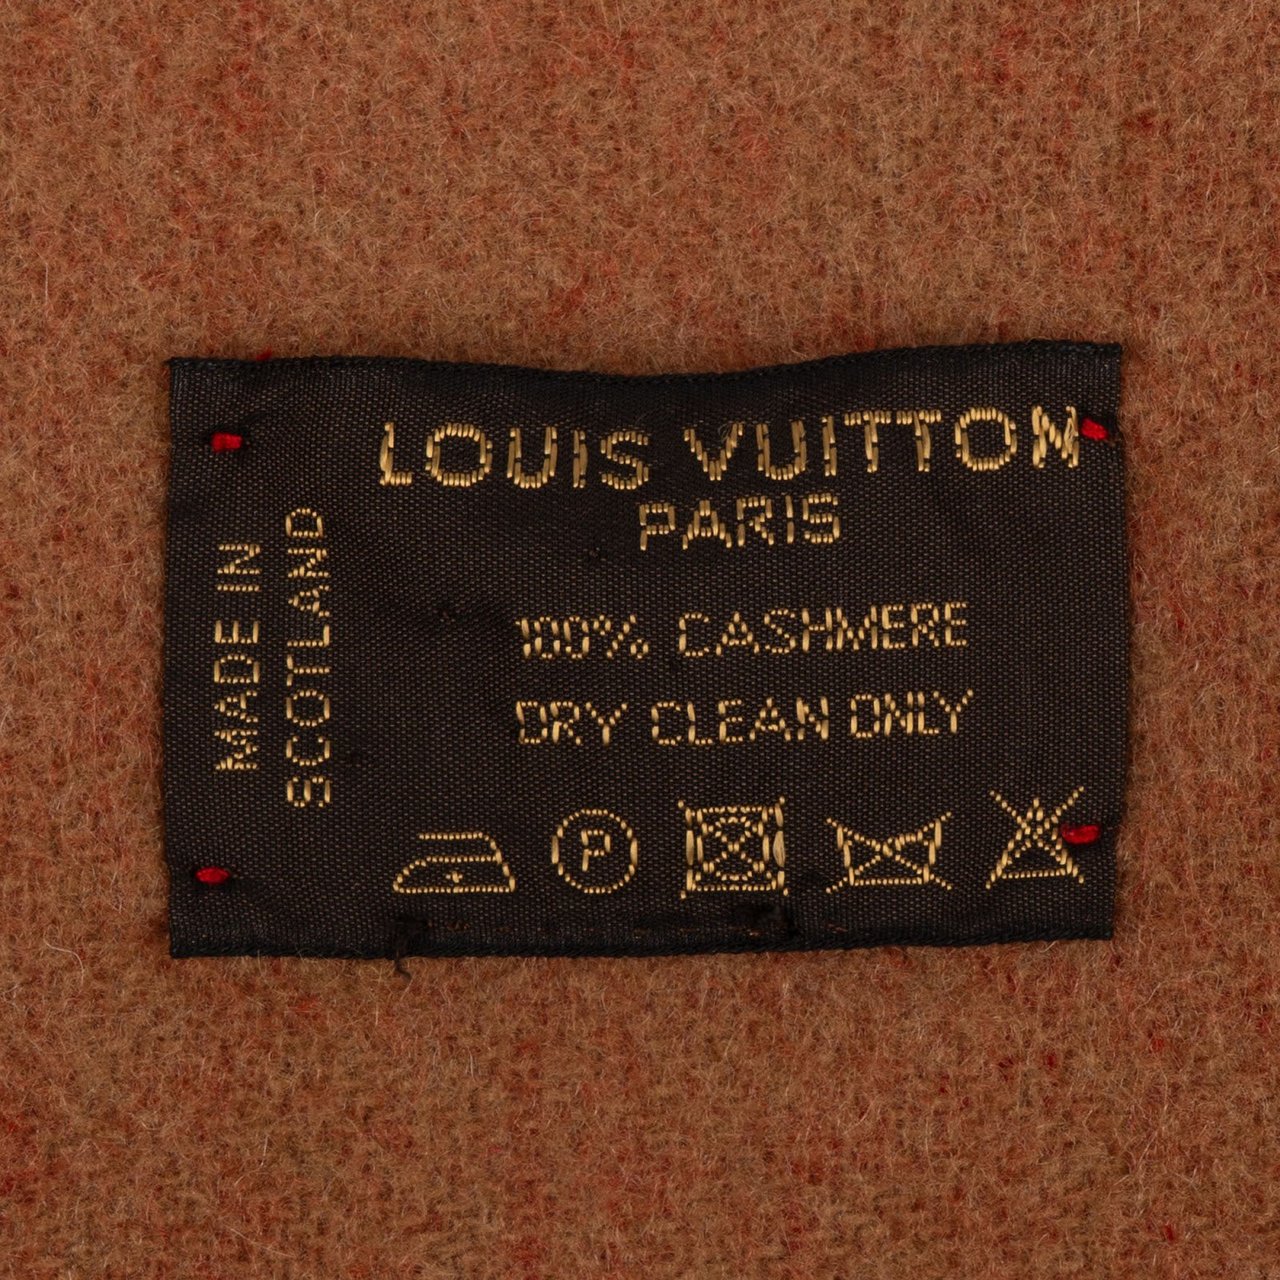 LOUIS VUITTON
PARIS
100% CASHMERE
DRY CLEAN ONLY
P
MADE IN
SCOTLAND